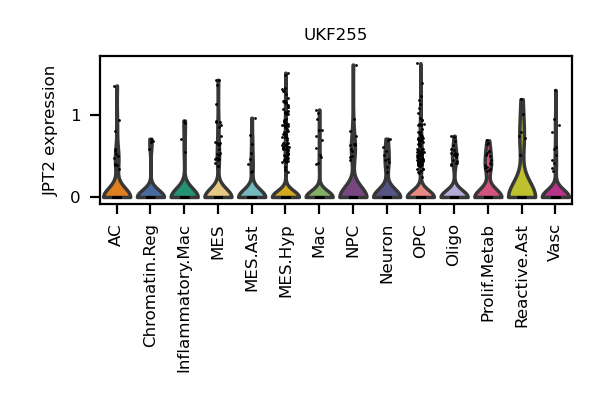 UKF255
JPT2 expression
1
0
AC
Chromatin.Reg
Inflammatory.Mac
MES
MES.Ast
MES.Hyp
Mac
NPC
Neuron
OPC
Oligo
Prolif.Metab
Reactive.Ast
Vasc